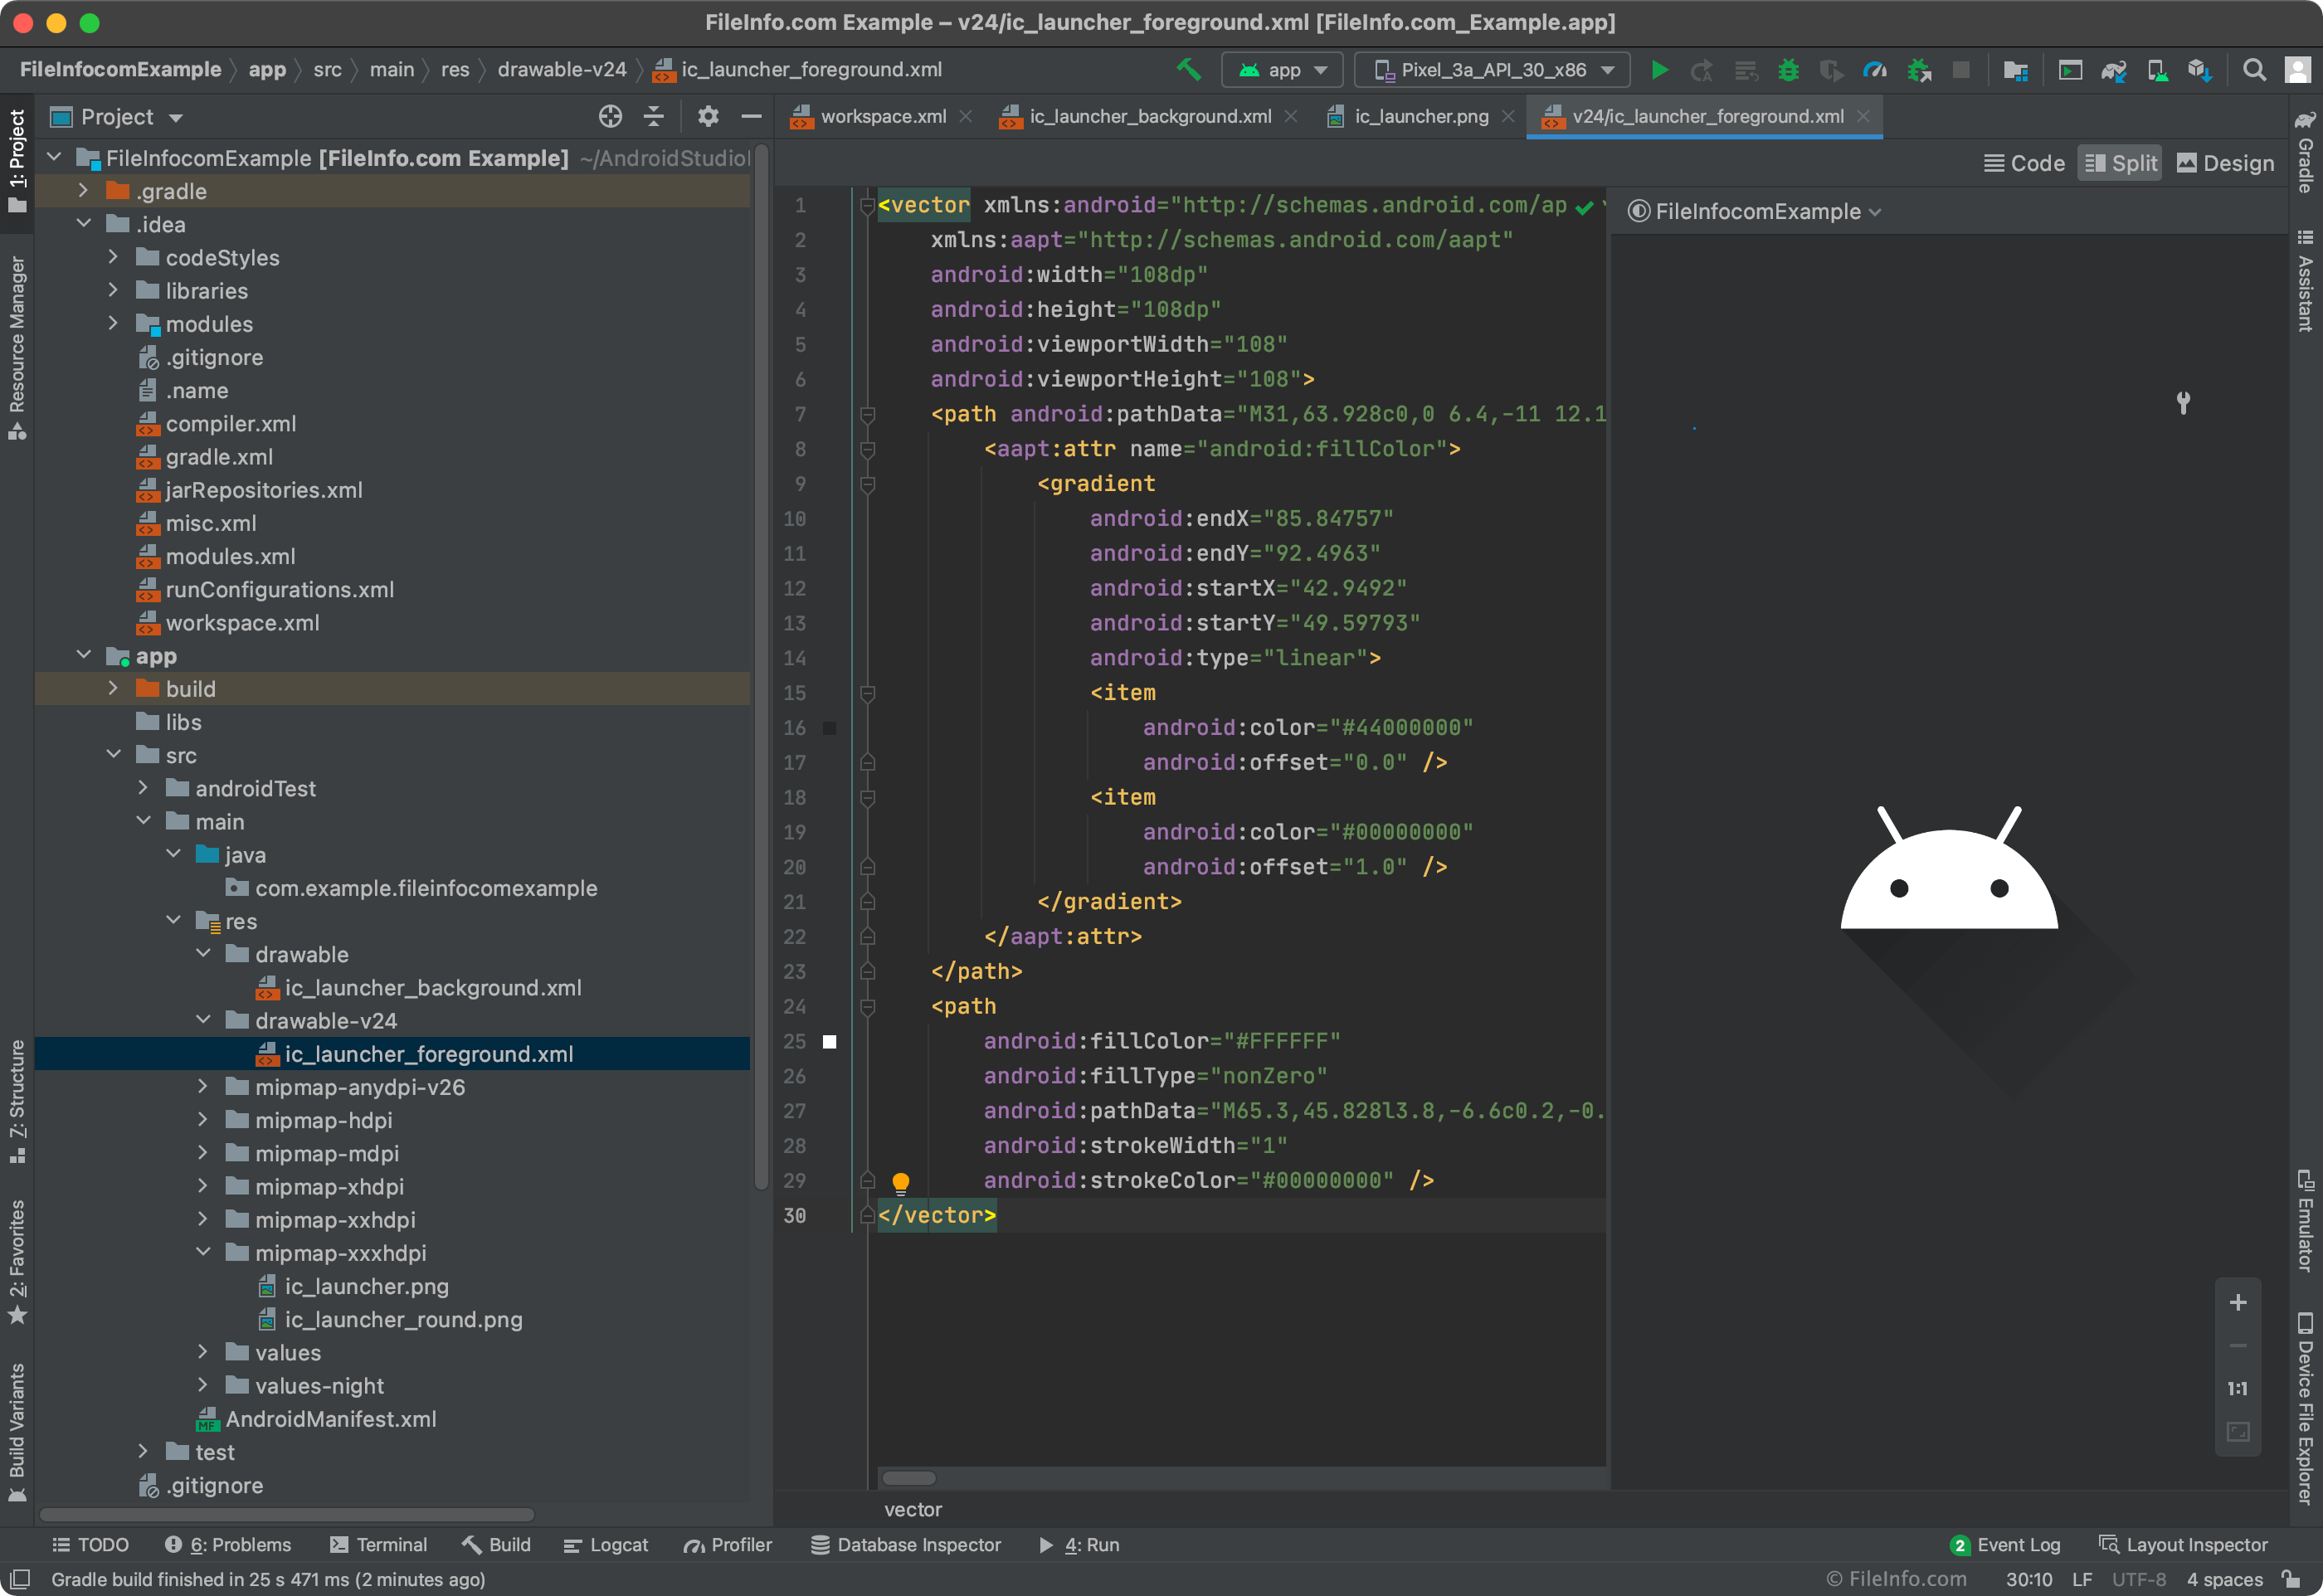 FileInfo.com Example – v24/ic_launcher_foreground.xml [FileInfo.com_Example.app]
FileInfocomExample app src main res drawable-v24 ic_launcher_foreground.xml
app
Pixel_3a_API_30_x86
1: Project
Resource Manager
Z: Structure
2: Favorites
Build Variants
Project
FileInfocomExample [FileInfo.com Example] ~/AndroidStudio
.gradle
.idea
codeStyles
libraries
modules
.gitignore
.name
compiler.xml
gradle.xml
jarRepositories.xml
misc.xml
modules.xml
runConfigurations.xml
workspace.xml
app
build
libs
src
androidTest
main
java
com.example.fileinfocomexample
res
drawable
ic_launcher_background.xml
drawable-v24
ic_launcher_foreground.xml
mipmap-anydpi-v26
mipmap-hdpi
mipmap-mdpi
mipmap-xhdpi
mipmap-xxhdpi
mipmap-xxxhdpi
ic_launcher.png
ic_launcher_round.png
values
values-night
MF AndroidManifest.xml
test
.gitignore
workspace.xml ic_launcher_background.xml ic_launcher.png v24/ic_launcher_foreground.xml
Code Split Design
1 <vector xmlns:android="http://schemas.android.com/ap
2 xmlns:aapt="http://schemas.android.com/aapt"
3 android:width="108dp"
4 android:height="108dp"
5 android:viewportWidth="108"
6 android:viewportHeight="108">
7 <path android:pathData="M31,63.928c0,0 6.4,-11 12.1
8 <aapt:attr name="android:fillColor">
9 <gradient
10 android:endX="85.84757"
11 android:endY="92.4963"
12 android:startX="42.9492"
13 android:startY="49.59793"
14 android:type="linear">
15 <item
16 android:color="#44000000"
17 android:offset="0.0" />
18 <item
19 android:color="#00000000"
20 android:offset="1.0" />
21 </gradient>
22 </aapt:attr>
23 </path>
24 <path
25 android:fillColor="#FFFFFF"
26 android:fillType="nonZero"
27 android:pathData="M65.3,45.828l3.8,-6.6c0.2,-0.
28 android:strokeWidth="1"
29 android:strokeColor="#00000000" />
30 </vector>
vector
FileInfocomExample
1:1
Gradle
Assistant
Emulator
Device File Explorer
TODO 6: Problems Terminal Build Logcat Profiler Database Inspector 4: Run 2 Event Log Layout Inspector
Gradle build finished in 25 s 471 ms (2 minutes ago) © FileInfo.com 30:10 LF UTF-8 4 spaces